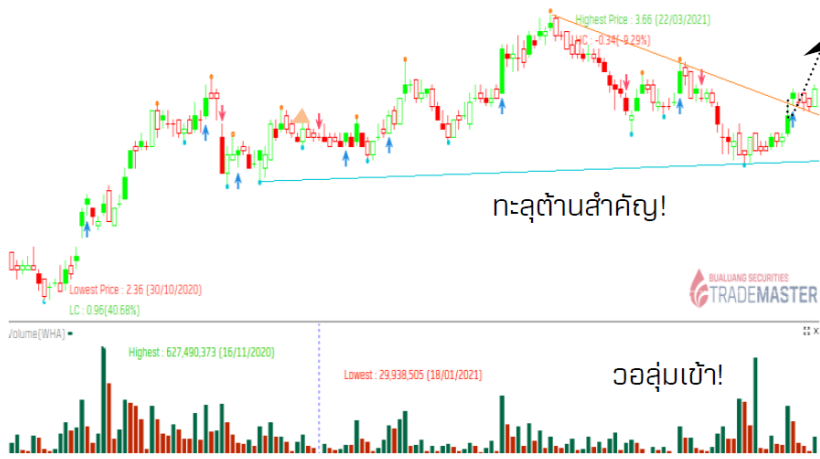 Highest Price : 3.66 (22/03/2021)
HC : -0.34(-9.29%)
ทะลุต้านสำคัญ!
Lowest Price : 2.36 (30/10/2020)
LC : 0.96(40.68%)
BUALUANG SECURITIES
TRADEMASTER
Volume(WHA)
Highest : 627,490,373 (16/11/2020)
Lowest : 29,938,505 (18/01/2021)
วอลุ่มเข้า!